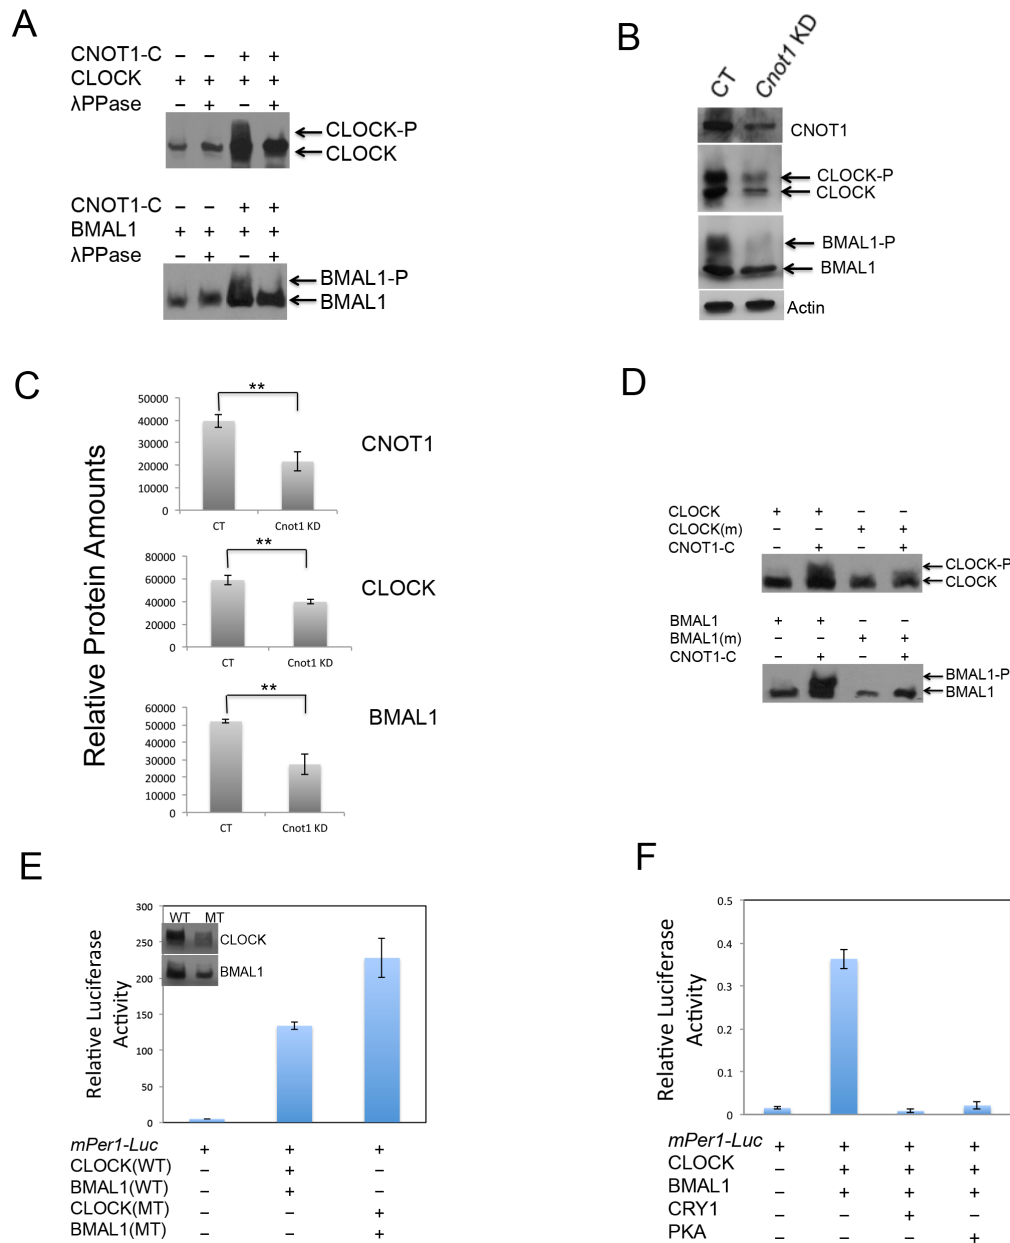 A
CNOT1-C – – + +
CLOCK + + + +
λPPase – + – +
CLOCK-P
CLOCK
CNOT1-C – – + +
BMAL1 + + + +
λPPase – + – +
BMAL1-P
BMAL1
B
CT Cnot1 KD
CNOT1
CLOCK-P
CLOCK
BMAL1-P
BMAL1
Actin
C
Relative Protein Amounts
**
50000
40000
30000
20000
10000
0
CT Cnot1 KD
CNOT1
**
80000
60000
40000
20000
0
CT Cnot1 KD
CLOCK
**
60000
50000
40000
30000
20000
10000
0
CT Cnot1 KD
BMAL1
D
CLOCK + + – –
CLOCK(m) – – + +
CNOT1-C – + – +
CLOCK-P
CLOCK
BMAL1 + + – –
BMAL1(m) – – + +
CNOT1-C – + – +
BMAL1-P
BMAL1
E
Relative Luciferase
Activity
300
250
200
150
100
50
0
WT MT
CLOCK
BMAL1
mPer1-Luc + + +
CLOCK(WT) – + –
BMAL1(WT) – + –
CLOCK(MT) – – +
BMAL1(MT) – – +
F
Relative Luciferase
Activity
0.5
0.4
0.3
0.2
0.1
0
mPer1-Luc + + + +
CLOCK – + + +
BMAL1 – + + +
CRY1 – – + –
PKA – – – +